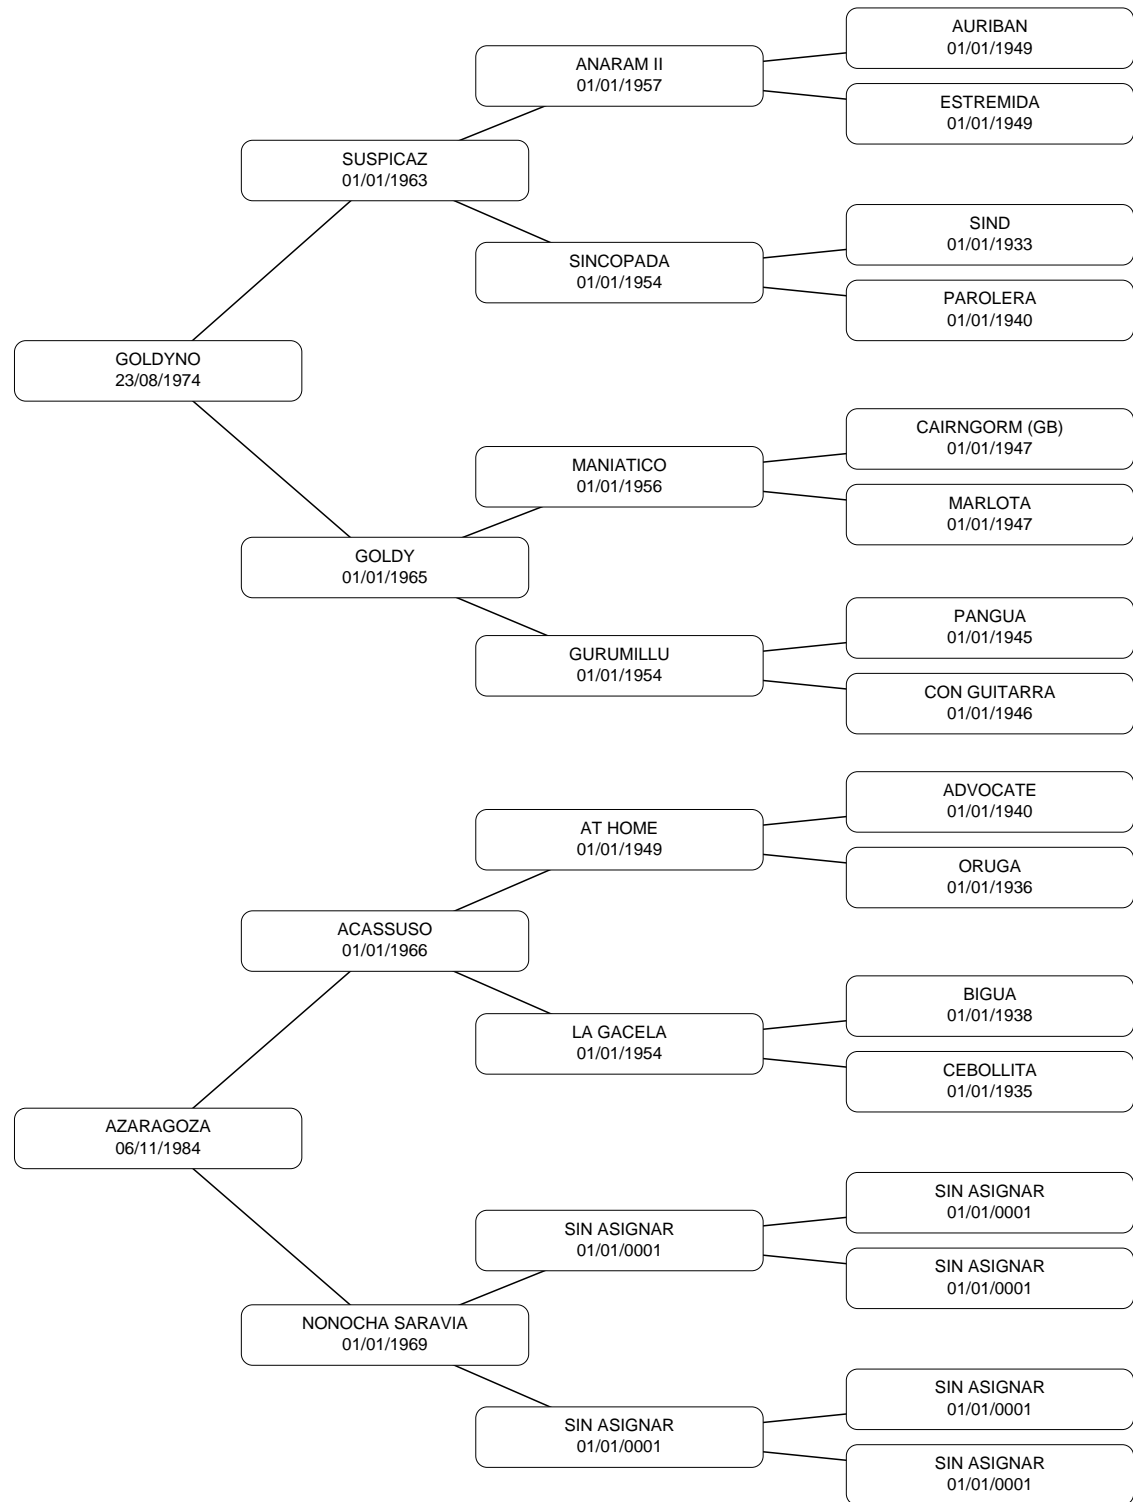 AURIBAN
01/01/1949
ANARAM II
01/01/1957
ESTREMIDA
01/01/1949
SUSPICAZ
01/01/1963
SIND
01/01/1933
SINCOPADA
01/01/1954
PAROLERA
01/01/1940
GOLDYNO
23/08/1974
CAIRNGORM (GB)
01/01/1947
MANIATICO
01/01/1956
MARLOTA
01/01/1947
GOLDY
01/01/1965
PANGUA
01/01/1945
GURUMILLU
01/01/1954
CON GUITARRA
01/01/1946
ADVOCATE
01/01/1940
AT HOME
01/01/1949
ORUGA
01/01/1936
ACASSUSO
01/01/1966
BIGUA
01/01/1938
LA GACELA
01/01/1954
CEBOLLITA
01/01/1935
AZARAGOZA
06/11/1984
SIN ASIGNAR
01/01/0001
SIN ASIGNAR
01/01/0001
SIN ASIGNAR
01/01/0001
NONOCHA SARAVIA
01/01/1969
SIN ASIGNAR
01/01/0001
SIN ASIGNAR
01/01/0001
SIN ASIGNAR
01/01/0001